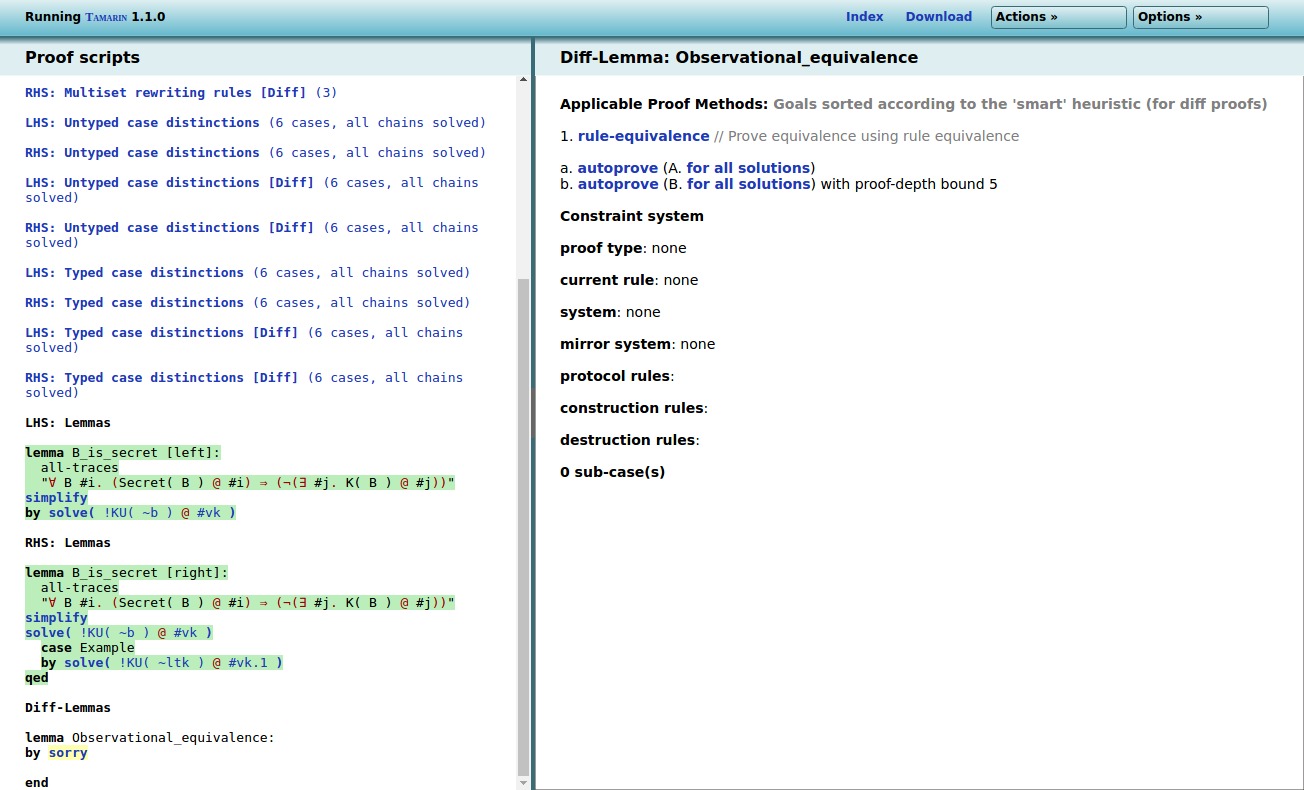 Running TAMARIN 1.1.0
Index Download Actions » Options »
Proof scripts
RHS: Multiset rewriting rules [Diff] (3)
LHS: Untyped case distinctions (6 cases, all chains solved)
RHS: Untyped case distinctions (6 cases, all chains solved)
LHS: Untyped case distinctions [Diff] (6 cases, all chains
solved)
RHS: Untyped case distinctions [Diff] (6 cases, all chains
solved)
LHS: Typed case distinctions (6 cases, all chains solved)
RHS: Typed case distinctions (6 cases, all chains solved)
LHS: Typed case distinctions [Diff] (6 cases, all chains
solved)
RHS: Typed case distinctions [Diff] (6 cases, all chains
solved)
LHS: Lemmas
lemma B_is_secret [left]:
all-traces
"∀ B #i. (Secret( B ) @ #i) ⇒ (¬(∃ #j. K( B ) @ #j))"
simplify
by solve( !KU( ~b ) @ #vk )
RHS: Lemmas
lemma B_is_secret [right]:
all-traces
"∀ B #i. (Secret( B ) @ #i) ⇒ (¬(∃ #j. K( B ) @ #j))"
simplify
solve( !KU( ~b ) @ #vk )
case Example
by solve( !KU( ~ltk ) @ #vk.1 )
qed
Diff-Lemmas
lemma Observational_equivalence:
by sorry
end
Diff-Lemma: Observational_equivalence
Applicable Proof Methods: Goals sorted according to the 'smart' heuristic (for diff proofs)
1. rule-equivalence // Prove equivalence using rule equivalence
a. autoprove (A. for all solutions)
b. autoprove (B. for all solutions) with proof-depth bound 5
Constraint system
proof type: none
current rule: none
system: none
mirror system: none
protocol rules:
construction rules:
destruction rules:
0 sub-case(s)